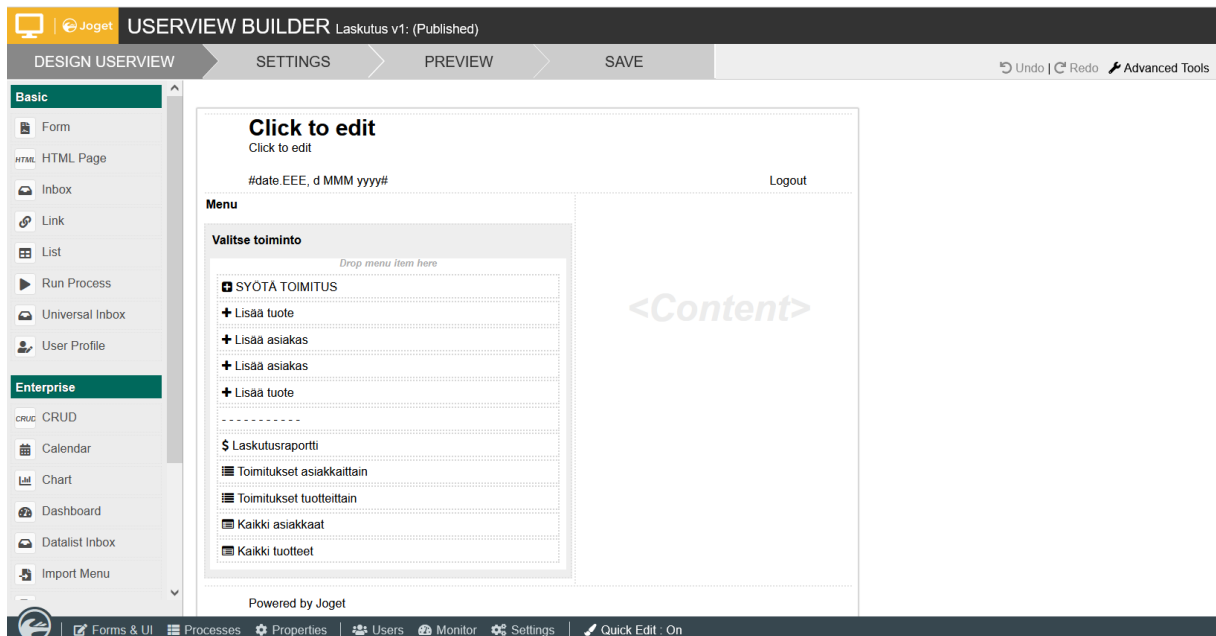 Joget USERVIEW BUILDER Laskutus v1: (Published)
DESIGN USERVIEW SETTINGS PREVIEW SAVE
Undo | Redo Advanced Tools
Basic
Form
HTML HTML Page
Inbox
Link
List
Run Process
Universal Inbox
User Profile
Enterprise
CRUD CRUD
Calendar
Chart
Dashboard
Datalist Inbox
Import Menu
Click to edit
Click to edit
#date.EEE, d MMM yyyy# Logout
Menu
Valitse toiminto
Drop menu item here
SYÖTÄ TOIMITUS
Lisää tuote
Lisää asiakas
Lisää asiakas
Lisää tuote
- - - - - - - - - - -
$ Laskutusraportti
Toimitukset asiakkaittain
Toimitukset tuotteittain
Kaikki asiakkaat
Kaikki tuotteet
<Content>
Powered by Joget
Forms & UI Processes Properties | Users Monitor Settings | Quick Edit : On